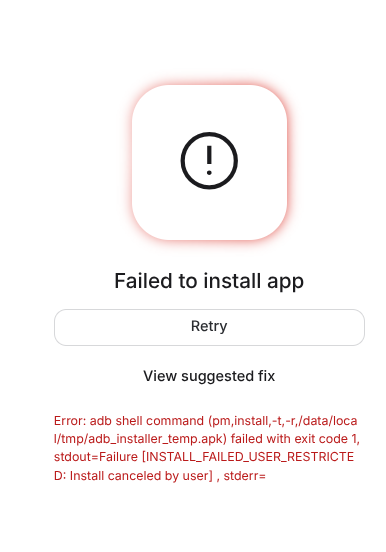 Failed to install app
Retry
View suggested fix
Error: adb shell command (pm,install,-t,-r,/data/loca
l/tmp/adb_installer_temp.apk) failed with exit code 1,
stdout=Failure [INSTALL_FAILED_USER_RESTRICTE
D: Install canceled by user] , stderr=